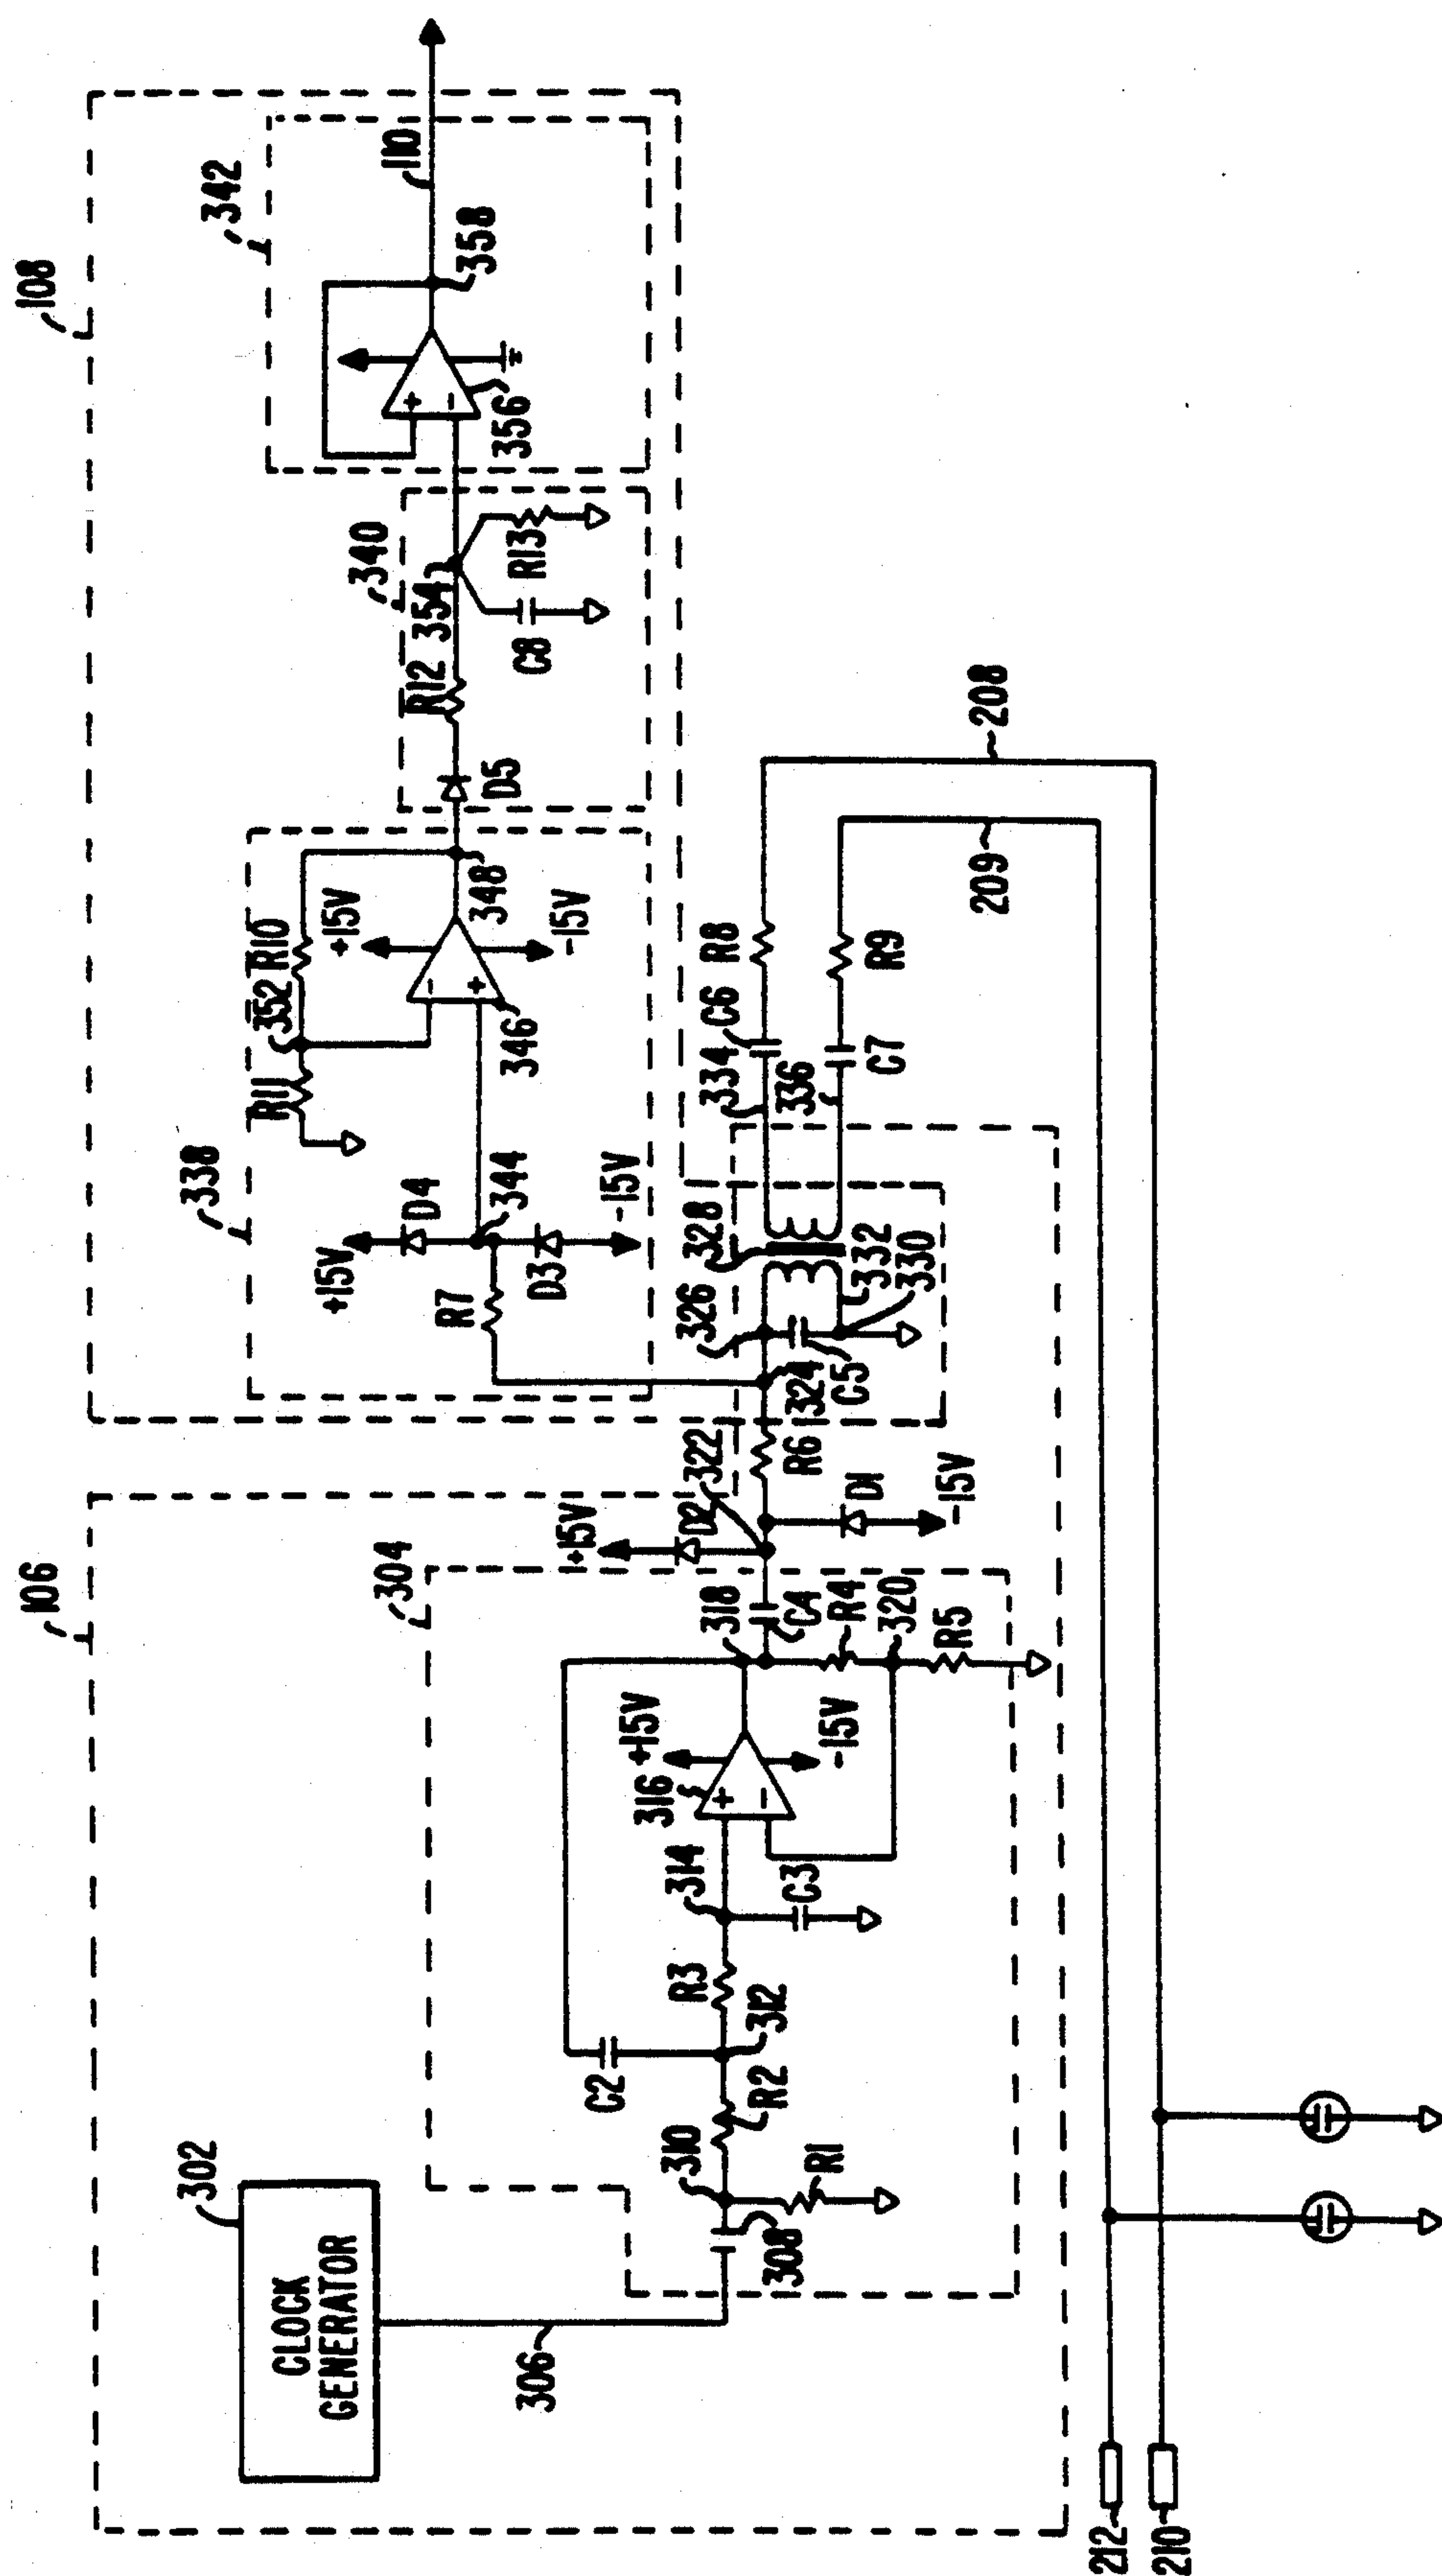 108
342
110
358
356
340
354
R12
R13
C8
D5
338
R11
352
R10
+15V
-15V
348
346
+15V
D4
344
R7
D3
-15V
208
209
334
C6
R8
336
C7
R9
328
326
332
330
324
C5
322
R6
106
304
+15V
D2
D1
-15V
318
C4
R4
320
R5
316
+15V
-15V
314
C3
R3
312
C2
R2
310
R1
308
302
CLOCK
GENERATOR
306
212
210